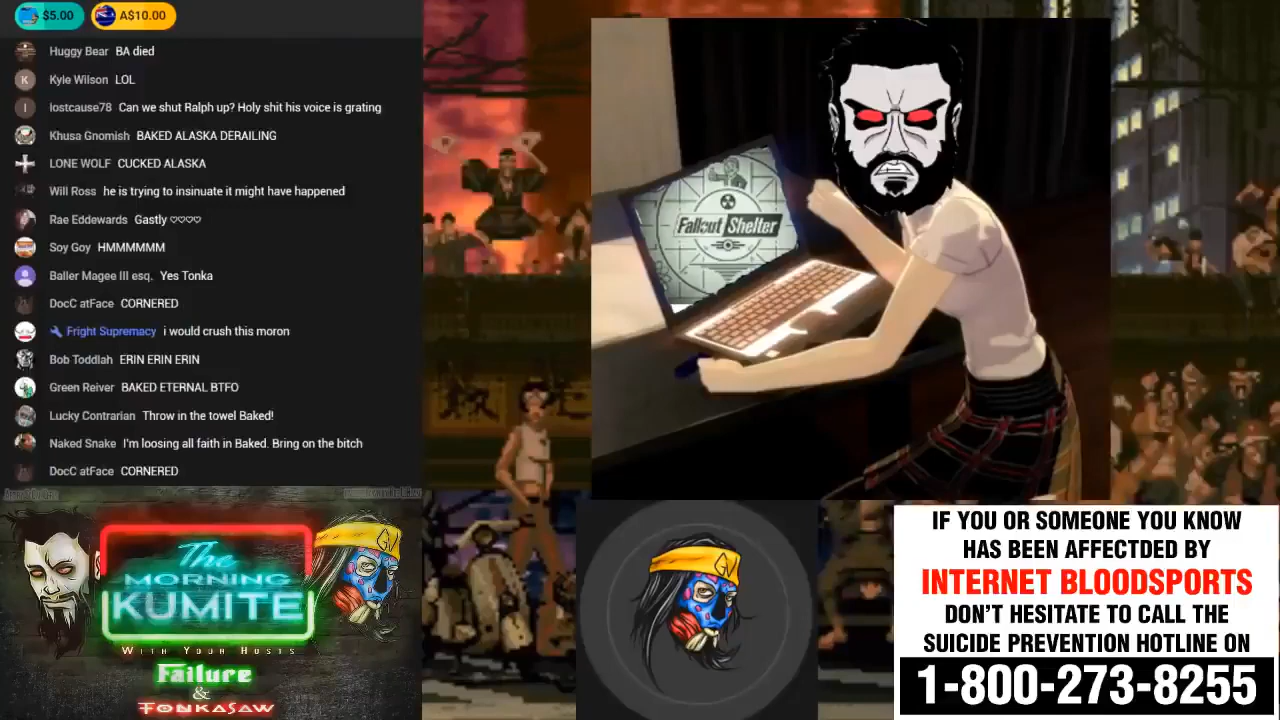 $5.00 A$10.00
Huggy Bear BA died
Kyle Wilson LOL
lostcause78 Can we shut Ralph up? Holy shit his voice is grating
Khusa Gnomish BAKED ALASKA DERAILING
LONE WOLF CUCKED ALASKA
Will Ross he is trying to insinuate it might have happened
Rae Eddewards Gastly ♡♡♡♡
Soy Goy HMMMMMM
Baller Magee III esq. Yes Tonka
DocC atFace CORNERED
Fright Supremacy i would crush this moron
Bob Toddlah ERIN ERIN ERIN
Green Reiver BAKED ETERNAL BTFO
Lucky Contrarian Throw in the towel Baked!
Naked Snake I'm loosing all faith in Baked. Bring on the bitch
DocC atFace CORNERED
Fallout Shelter
The
MORNING
KUMITE
WITH YOUR HOSTS
Failure
&
TONKASAW
GV
IF YOU OR SOMEONE YOU KNOW
HAS BEEN AFFECTDED BY
INTERNET BLOODSPORTS
DON'T HESITATE TO CALL THE
SUICIDE PREVENTION HOTLINE ON
1-800-273-8255